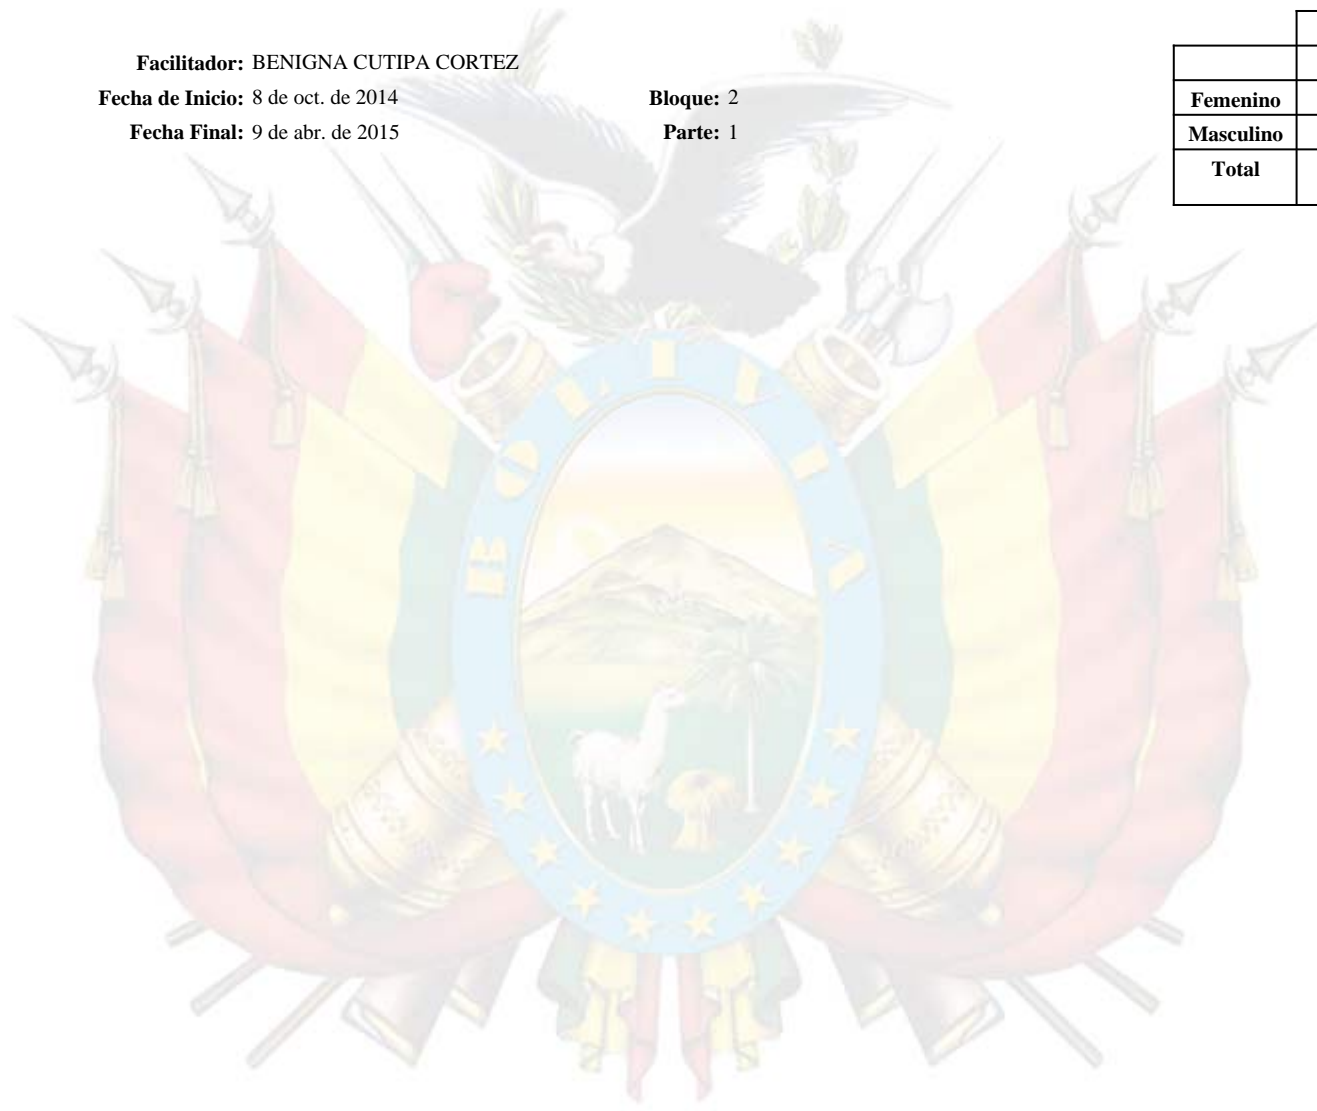 Facilitador: BENIGNA CUTIPA CORTEZ
Fecha de Inicio: 8 de oct. de 2014 Bloque: 2
Fecha Final: 9 de abr. de 2015 Parte: 1
Femenino
Masculino
Total
BOLIVIA